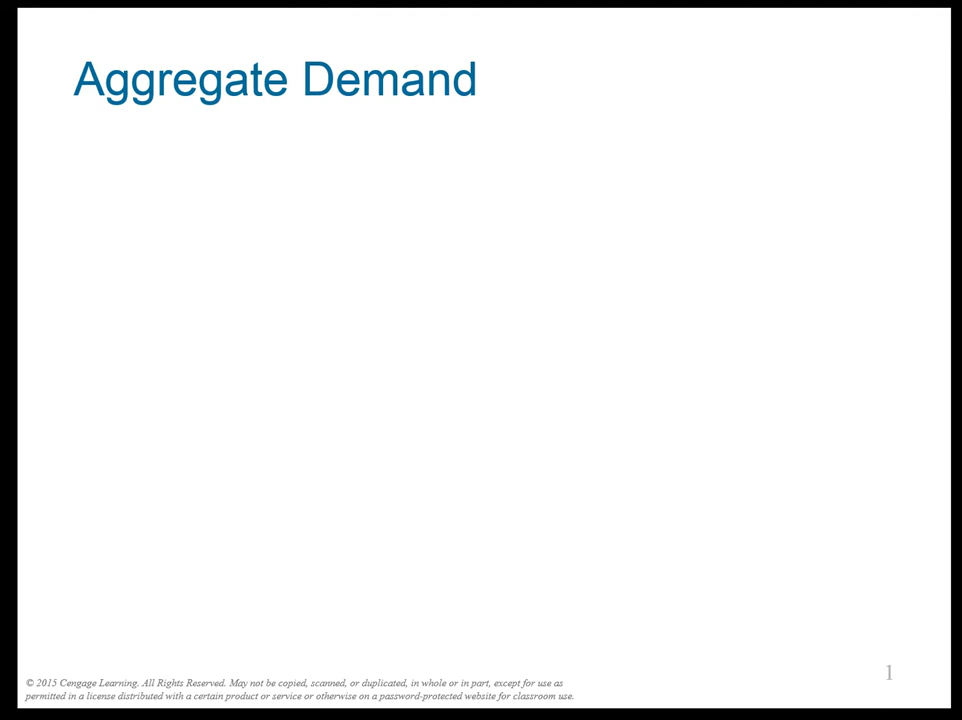 Aggregate Demand
1
© 2015 Cengage Learning. All Rights Reserved. May not be copied, scanned, or duplicated, in whole or in part, except for use as
permitted in a license distributed with a certain product or service or otherwise on a password-protected website for classroom use.